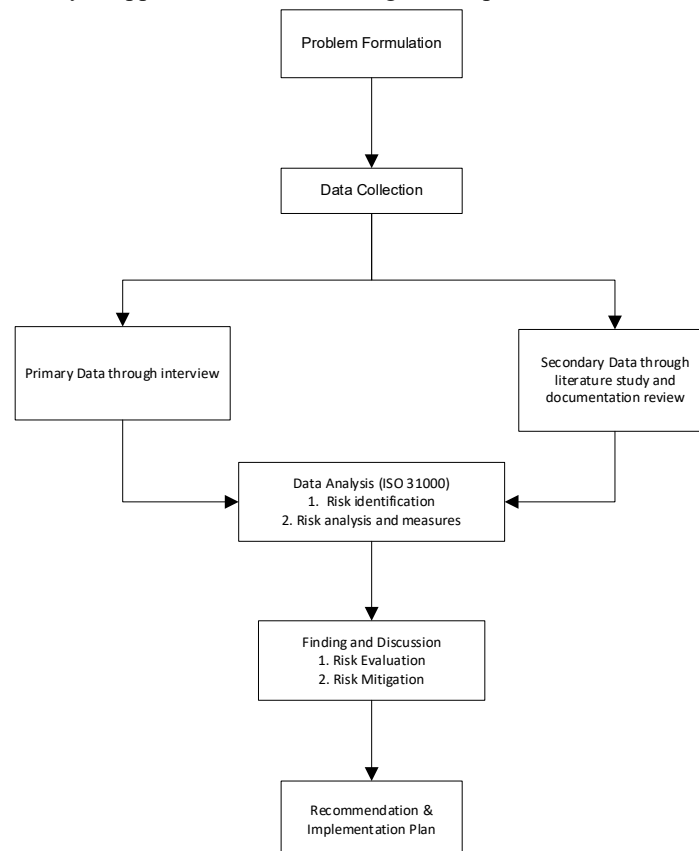 Problem Formulation
Data Collection
Primary Data through interview
Secondary Data through
literature study and
documentation review
Data Analysis (ISO 31000)
1. Risk identification
2. Risk analysis and measures
Finding and Discussion
1. Risk Evaluation
2. Risk Mitigation
Recommendation &
Implementation Plan